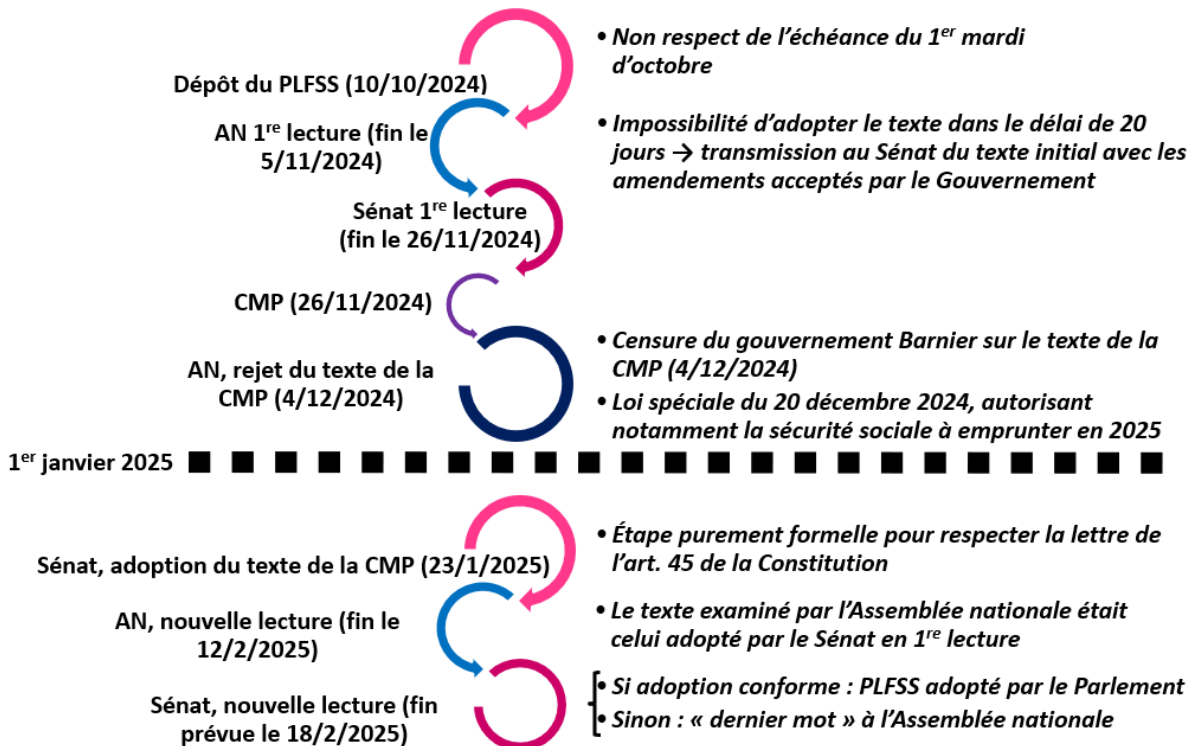 • Non respect de l’échéance du 1er mardi
d’octobre
Dépôt du PLFSS (10/10/2024)
AN 1re lecture (fin le
5/11/2024)
• Impossibilité d’adopter le texte dans le délai de 20
jours → transmission au Sénat du texte initial avec les
amendements acceptés par le Gouvernement
Sénat 1re lecture
(fin le 26/11/2024)
CMP (26/11/2024)
AN, rejet du texte de la
CMP (4/12/2024)
• Censure du gouvernement Barnier sur le texte de la
CMP (4/12/2024)
• Loi spéciale du 20 décembre 2024, autorisant
notamment la sécurité sociale à emprunter en 2025
1er janvier 2025
Sénat, adoption du texte de la CMP (23/1/2025)
• Étape purement formelle pour respecter la lettre de
l’art. 45 de la Constitution
AN, nouvelle lecture (fin le
12/2/2025)
• Le texte examiné par l’Assemblée nationale était
celui adopté par le Sénat en 1re lecture
Sénat, nouvelle lecture (fin
prévue le 18/2/2025)
• Si adoption conforme : PLFSS adopté par le Parlement
• Sinon : « dernier mot » à l’Assemblée nationale